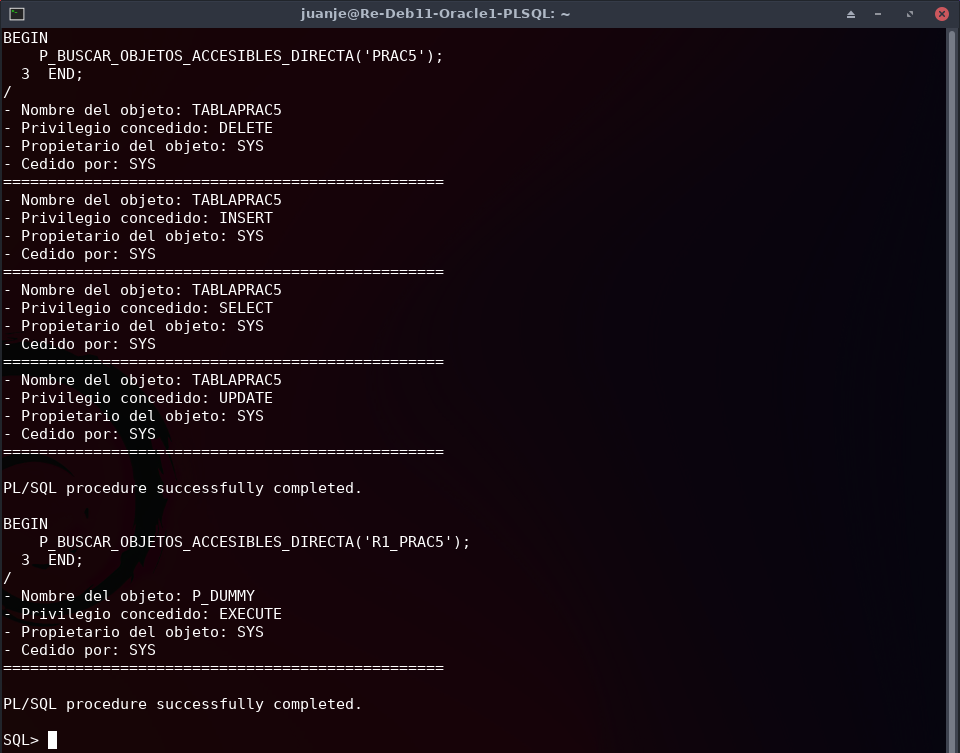 juanje@Re-Deb11-Oracle1-PLSQL: ~
BEGIN
    P_BUSCAR_OBJETOS_ACCESIBLES_DIRECTA('PRAC5');
  3  END;
/
- Nombre del objeto: TABLAPRAC5
- Privilegio concedido: DELETE
- Propietario del objeto: SYS
- Cedido por: SYS
=================================================
- Nombre del objeto: TABLAPRAC5
- Privilegio concedido: INSERT
- Propietario del objeto: SYS
- Cedido por: SYS
=================================================
- Nombre del objeto: TABLAPRAC5
- Privilegio concedido: SELECT
- Propietario del objeto: SYS
- Cedido por: SYS
=================================================
- Nombre del objeto: TABLAPRAC5
- Privilegio concedido: UPDATE
- Propietario del objeto: SYS
- Cedido por: SYS
=================================================
PL/SQL procedure successfully completed.
BEGIN
    P_BUSCAR_OBJETOS_ACCESIBLES_DIRECTA('R1_PRAC5');
  3  END;
/
- Nombre del objeto: P_DUMMY
- Privilegio concedido: EXECUTE
- Propietario del objeto: SYS
- Cedido por: SYS
=================================================
PL/SQL procedure successfully completed.
SQL>